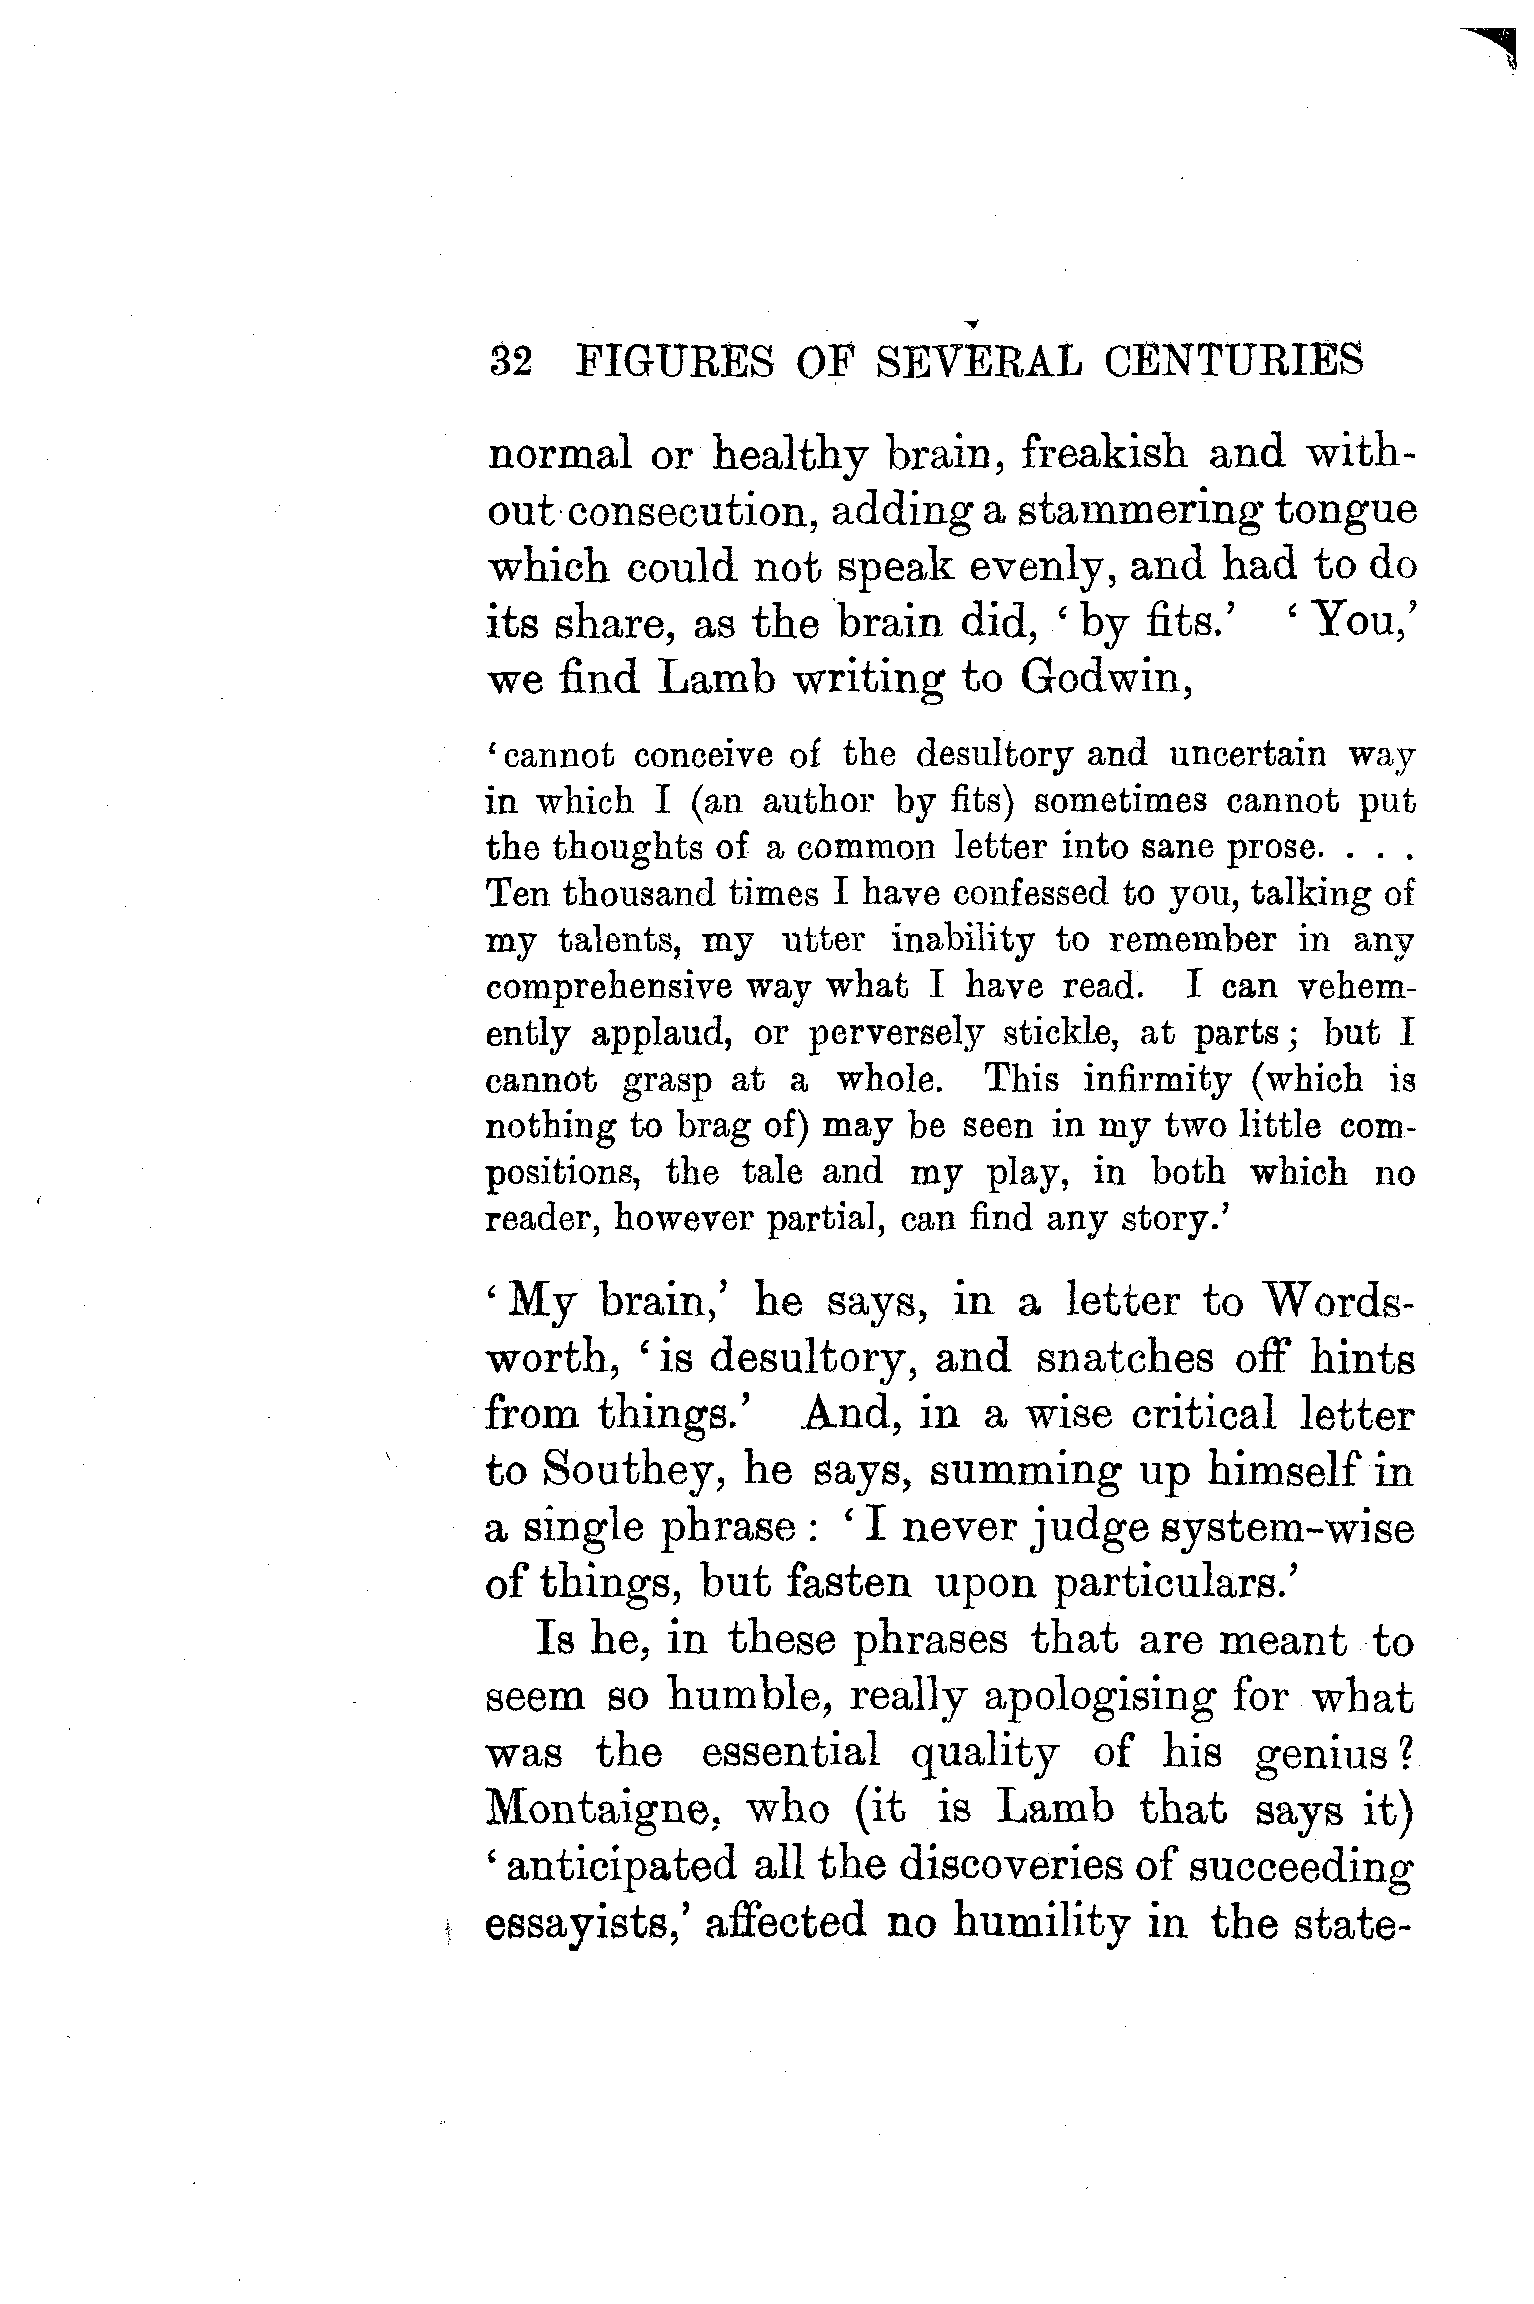 32 FIGURES OF SEVERAL CENTURIES
normal or healthy brain, freakish and with-
out consecution, adding a stammering tongue
which could not speak evenly, and had to do
its share, as the brain did, ‘by fits.’ ‘You,’
we find Lamb writing to Godwin,
‘cannot conceive of the desultory and uncertain way
in which I (an author by fits) sometimes cannot put
the thoughts of a common letter into sane prose. . . .
Ten thousand times I have confessed to you, talking of
my talents, my utter inability to remember in any
comprehensive way what I have read. I can vehem-
ently applaud, or perversely stickle, at parts; but I
cannot grasp at a whole. This infirmity (which is
nothing to brag of) may be seen in my two little com-
positions, the tale and my play, in both which no
reader, however partial, can find any story.’
‘My brain,’ he says, in a letter to Words-
worth, ‘is desultory, and snatches off hints
from things.’ And, in a wise critical letter
to Southey, he says, summing up himself in
a single phrase: ‘I never judge system-wise
of things, but fasten upon particulars.’
Is he, in these phrases that are meant to
seem so humble, really apologising for what
was the essential quality of his genius?
Montaigne, who (it is Lamb that says it)
‘anticipated all the discoveries of succeeding
essayists,’ affected no humility in the state-